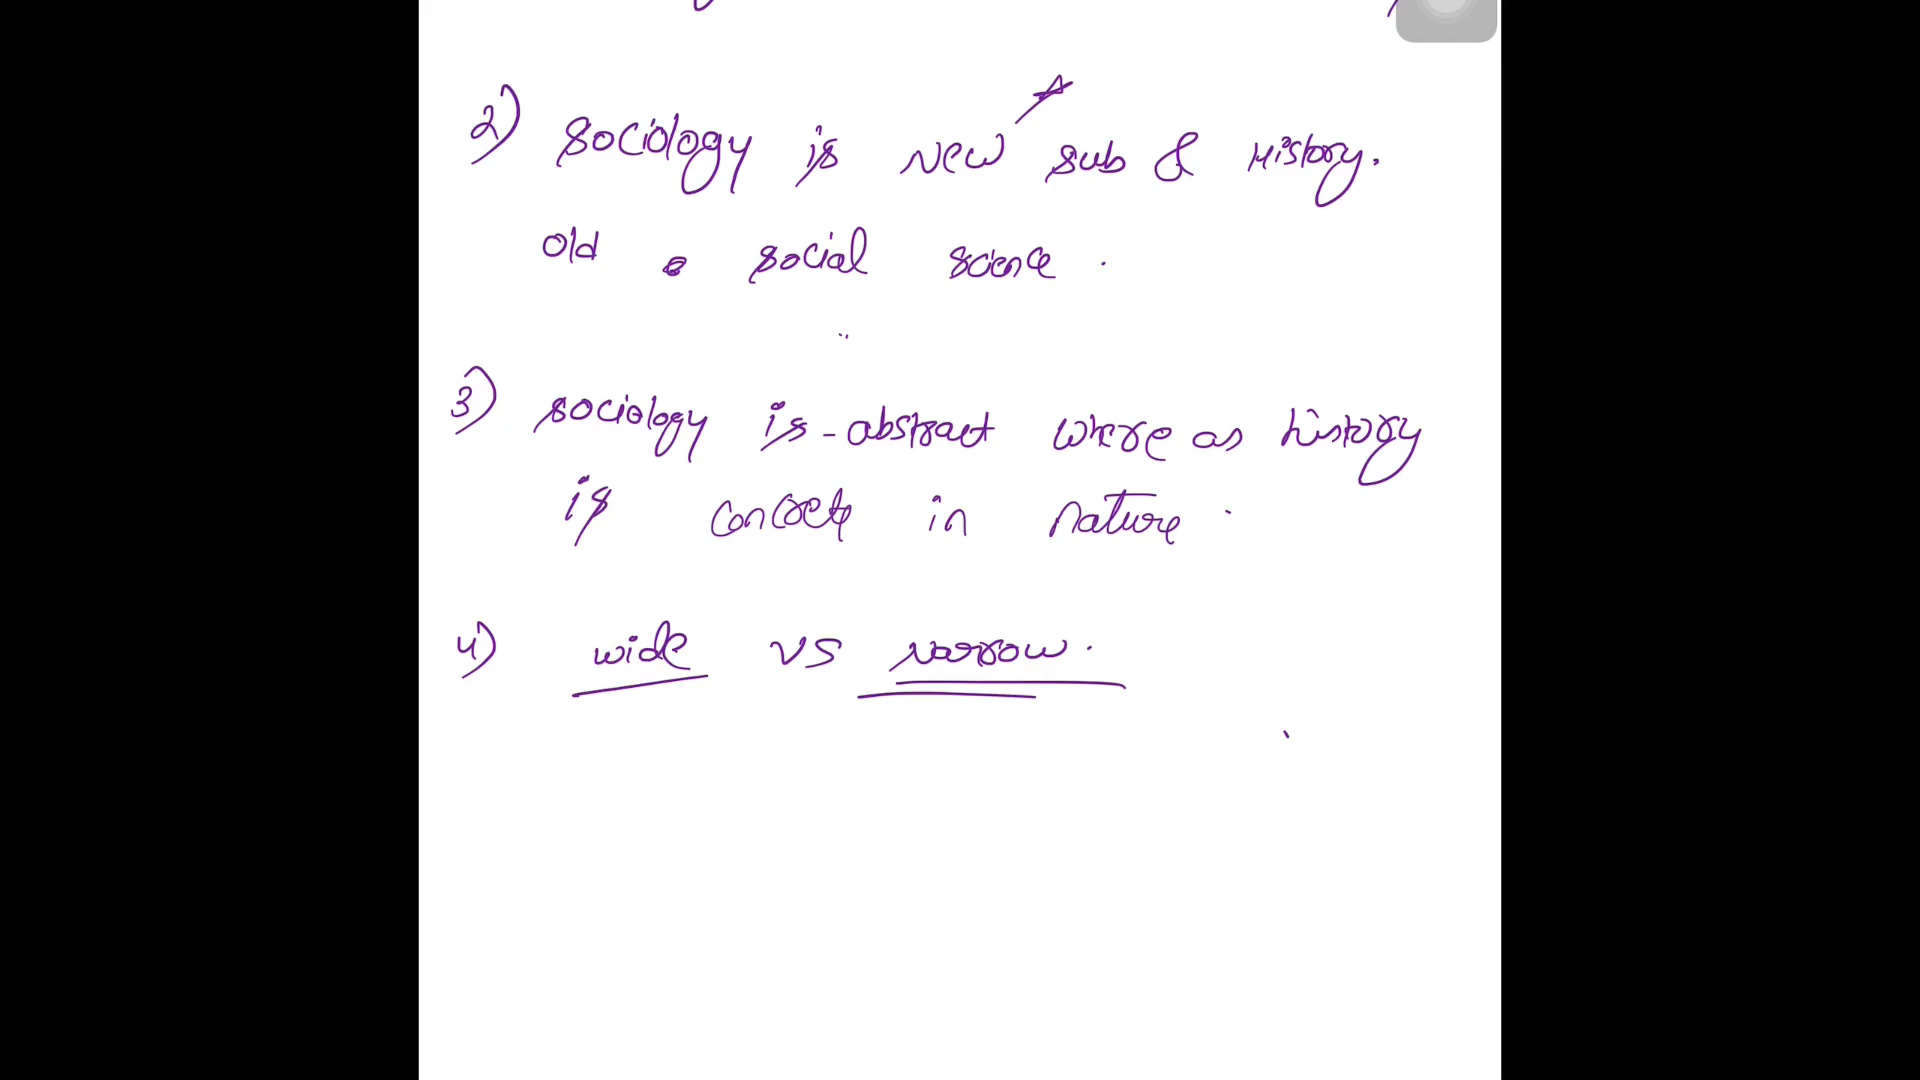 2) Sociology is New sub & History.
old social science.
3) sociology is abstract where as history
is concrete in nature.
4) wide vs narrow.